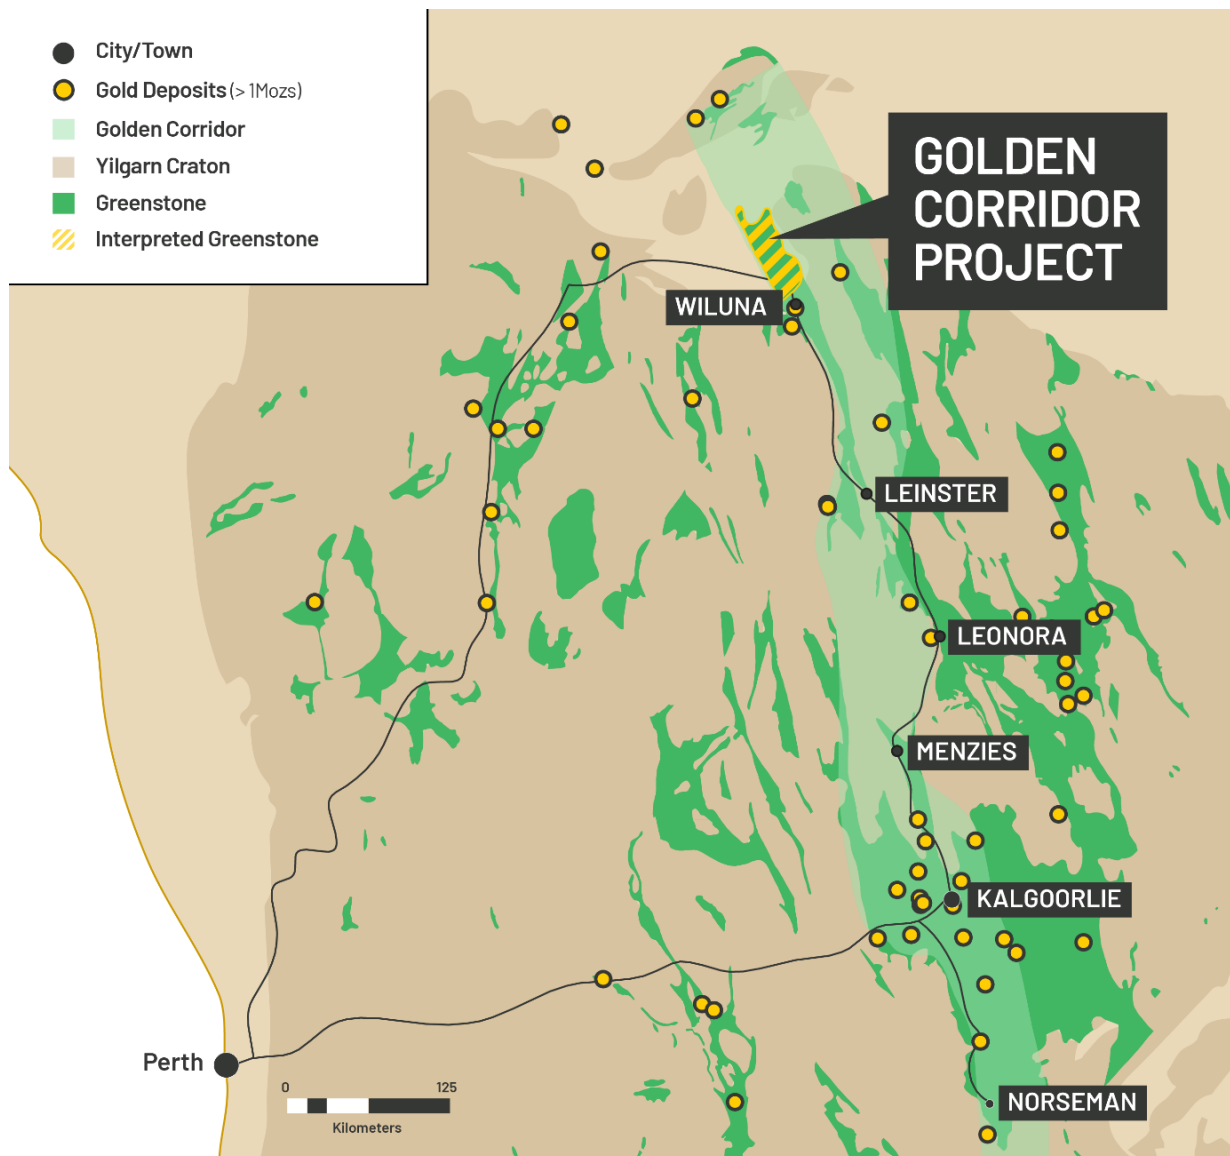 City/Town
Gold Deposits (> 1Mozs)
Golden Corridor
Yilgarn Craton
Greenstone
Interpreted Greenstone
GOLDEN
CORRIDOR
PROJECT
WILUNA
LEINSTER
LEONORA
MENZIES
KALGOORLIE
Perth
0 125
Kilometers
NORSEMAN